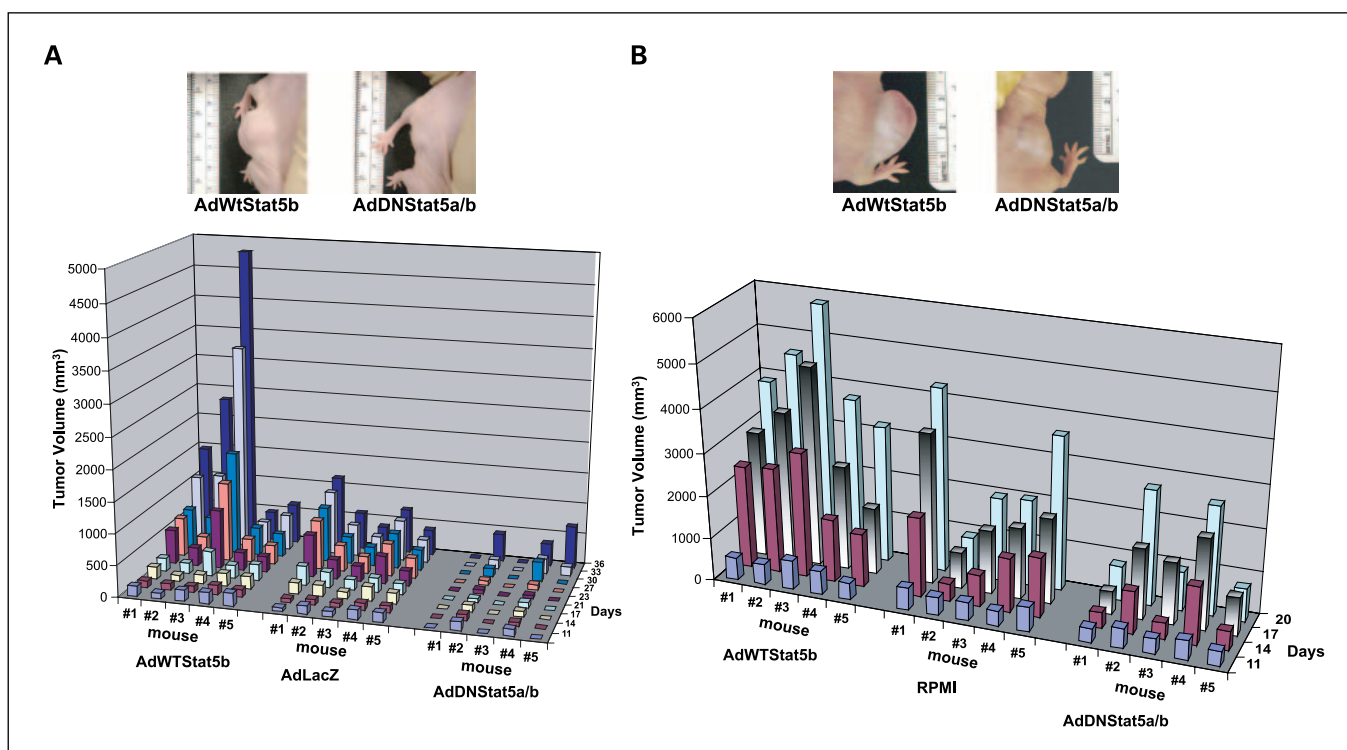 A
AdWtStat5b AdDNStat5a/b
Tumor Volume (mm³)
5000
4500
4000
3500
3000
2500
2000
1500
1000
500
0
36
33
30
27
23
21
17
14
11
Days
#1 #2 #3 #4 #5
mouse
AdWTStat5b
#1 #2 #3 #4 #5
mouse
AdLacZ
#1 #2 #3 #4 #5
mouse
AdDNStat5a/b
B
AdWtStat5b AdDNStat5a/b
Tumor Volume (mm³)
6000
5000
4000
3000
2000
1000
0
20
17
14
11
Days
#1 #2 #3 #4 #5
mouse
AdWTStat5b
#1 #2 #3 #4 #5
mouse
RPMI
#1 #2 #3 #4 #5
mouse
AdDNStat5a/b